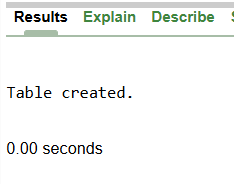 Results Explain Describe S
Table created.
0.00 seconds